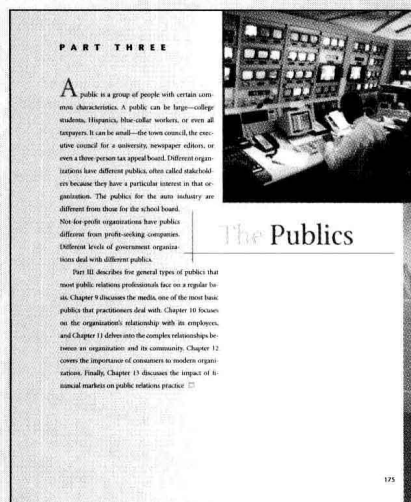 PART THREE
A public is a group of people with certain com-
mon characteristics. A public can be large—college
students, Hispanics, blue-collar workers, or even all
taxpayers. It can be small—the town council, the exec-
utive council for a university, newspaper editors, or
even a three-person tax appeal board. Different organ-
izations have different publics, often called stakehold-
ers because they have a particular interest in that or-
ganization. The publics for the auto industry are
different from those for the school board.
Not-for-profit organizations have publics
different from profit-seeking companies.
Different levels of government organiza-
tions deal with different publics.
The Publics
Part III describes five general types of publics that
most public relations professionals face on a regular ba-
sis. Chapter 9 discusses the media, one of the most basic
publics that practitioners deal with. Chapter 10 focuses
on the organization's relationship with its employees,
and Chapter 11 delves into the complex relationships be-
tween an organization and its community. Chapter 12
covers the importance of consumers to modern organi-
zations. Finally, Chapter 13 discusses the impact of fi-
nancial markets on public relations practice □
175